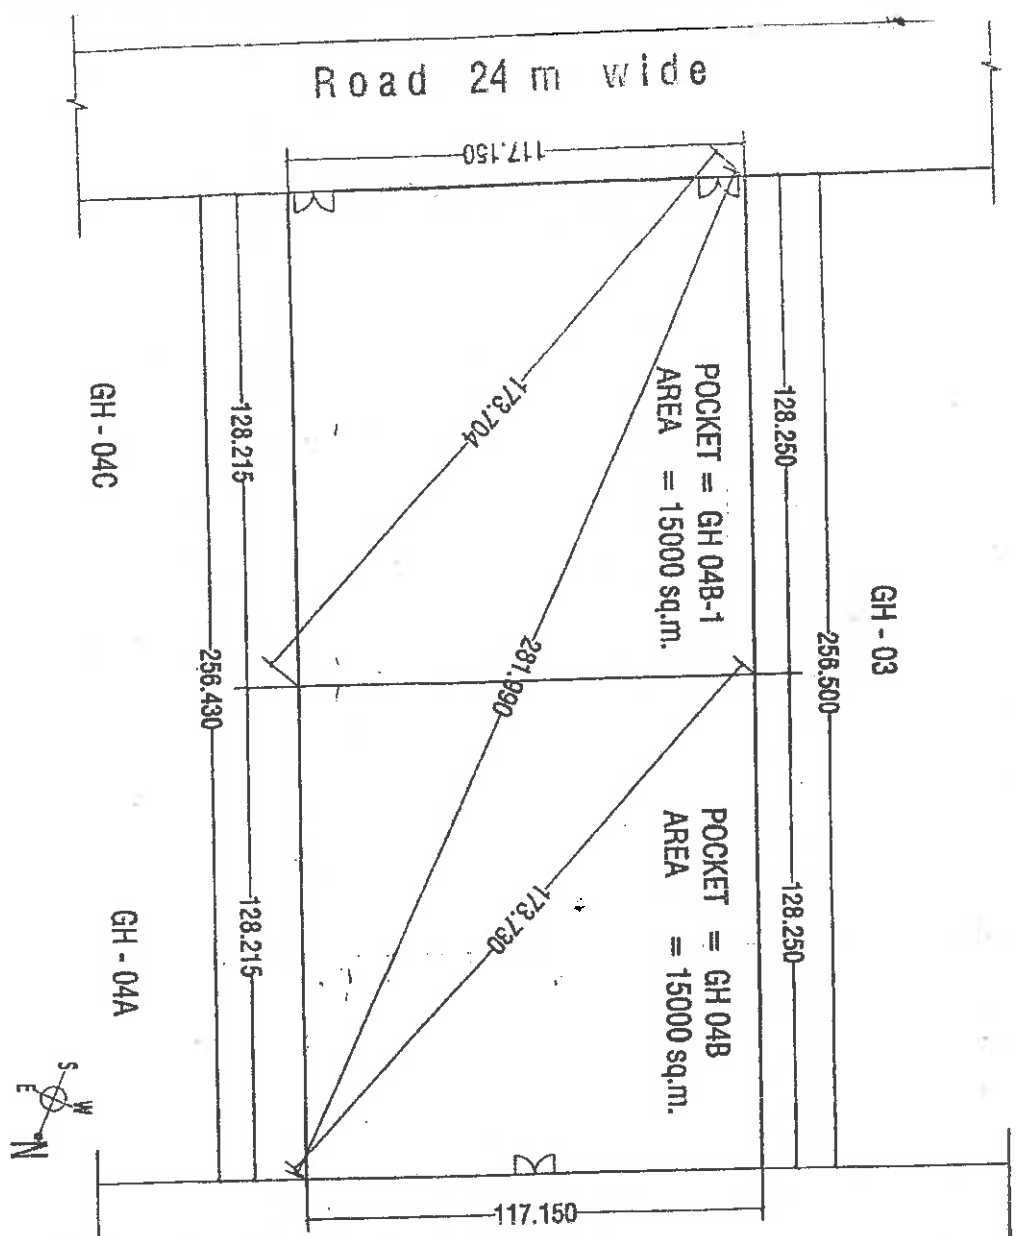 Road 24 m wide
117.150
173.704
POCKET = GH 04B-1
AREA = 15000 sq.m.
128.250
128.215
GH - 04C
GH - 03
256.500
256.430
281.990
POCKET = GH 04B
AREA = 15000 sq.m.
128.250
128.215
173.730
GH - 04A
S
E
W
N
117.150